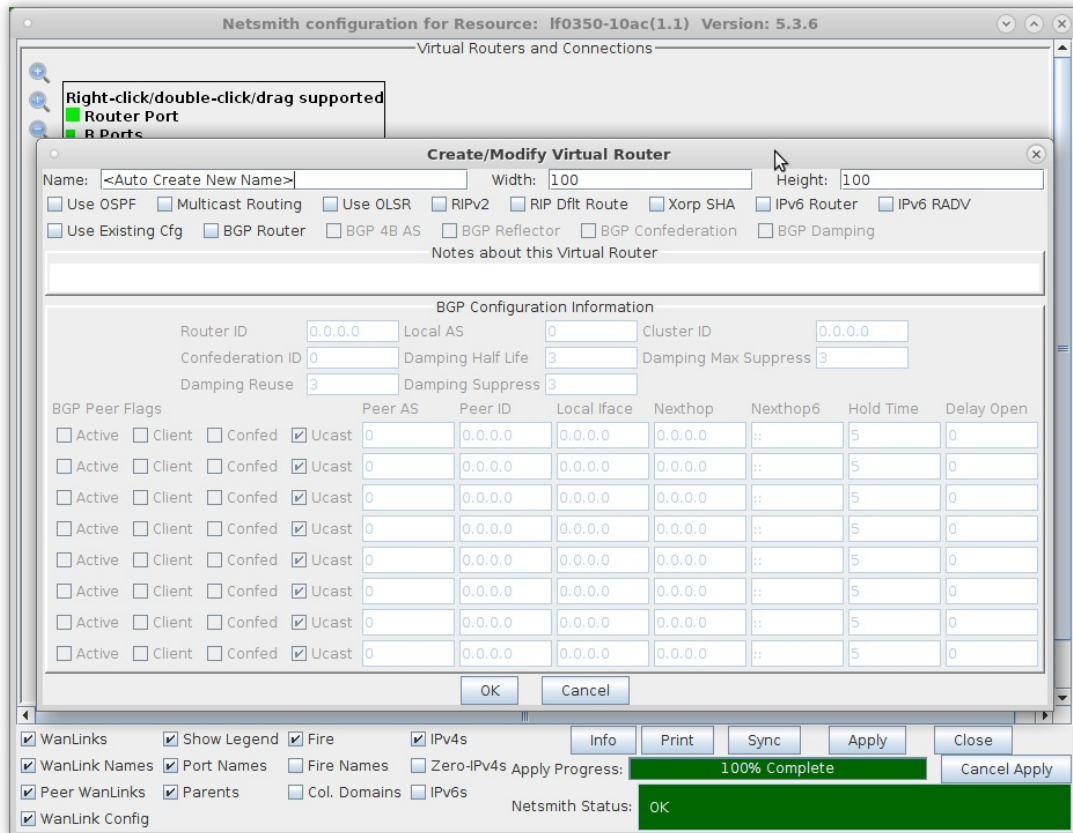 Netsmith configuration for Resource: lf0350-10ac(1.1) Version: 5.3.6
Virtual Routers and Connections
Right-click/double-click/drag supported
Router Port
R Ports
Create/Modify Virtual Router
Name: <Auto Create New Name> Width: 100 Height: 100
Use OSPF Multicast Routing Use OLSR RIPv2 RIP Dflt Route Xorp SHA IPv6 Router IPv6 RADV
Use Existing Cfg BGP Router BGP 4B AS BGP Reflector BGP Confederation BGP Damping
Notes about this Virtual Router
BGP Configuration Information
Router ID 0.0.0.0 Local AS 0 Cluster ID 0.0.0.0
Confederation ID 0 Damping Half Life 3 Damping Max Suppress 3
Damping Reuse 3 Damping Suppress 3
BGP Peer Flags Peer AS Peer ID Local Iface Nexthop Nexthop6 Hold Time Delay Open
Active Client Confed Ucast 0 0.0.0.0 0.0.0.0 0.0.0.0 :: 5 0
Active Client Confed Ucast 0 0.0.0.0 0.0.0.0 0.0.0.0 :: 5 0
Active Client Confed Ucast 0 0.0.0.0 0.0.0.0 0.0.0.0 :: 5 0
Active Client Confed Ucast 0 0.0.0.0 0.0.0.0 0.0.0.0 :: 5 0
Active Client Confed Ucast 0 0.0.0.0 0.0.0.0 0.0.0.0 :: 5 0
Active Client Confed Ucast 0 0.0.0.0 0.0.0.0 0.0.0.0 :: 5 0
Active Client Confed Ucast 0 0.0.0.0 0.0.0.0 0.0.0.0 :: 5 0
Active Client Confed Ucast 0 0.0.0.0 0.0.0.0 0.0.0.0 :: 5 0
OK Cancel
WanLinks Show Legend Fire IPv4s Info Print Sync Apply Close
WanLink Names Port Names Fire Names Zero-IPv4s Apply Progress: 100% Complete Cancel Apply
Peer WanLinks Parents Col. Domains IPv6s Netsmith Status: OK
WanLink Config